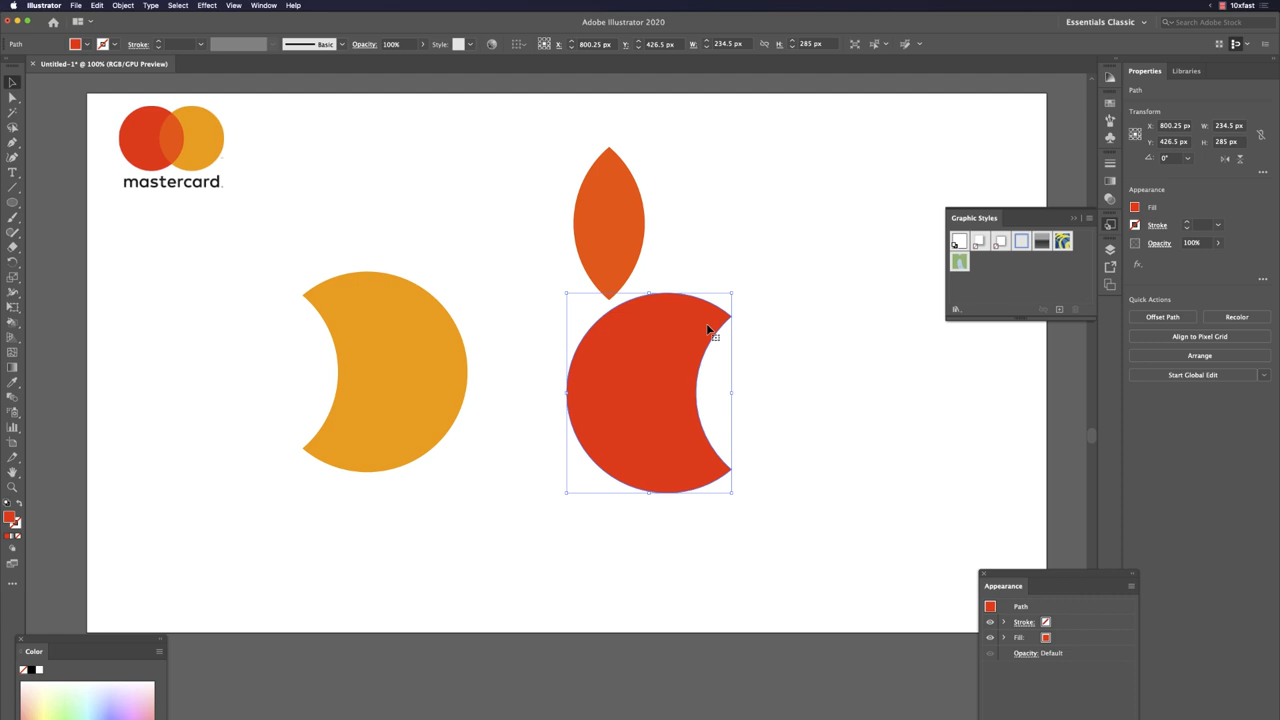 Illustrator File Edit Object Type Select Effect View Window Help 10xfast
Adobe Illustrator 2020 Essentials Classic Search Adobe Stock
Path Stroke: Basic Opacity: 100% Style: X: 800.25 px Y: 426.5 px W: 234.5 px H: 285 px
Untitled-1* @ 100% (RGB/GPU Preview)
mastercard.
Properties Libraries
Path
Transform
X: 800.25 px W: 234.5 px
Y: 426.5 px H: 285 px
0°
Appearance
Fill
Stroke
Opacity 100%
fx.
Quick Actions
Offset Path Recolor
Align to Pixel Grid
Arrange
Start Global Edit
Graphic Styles
Appearance
Path
Stroke:
Fill:
Opacity: Default
Color